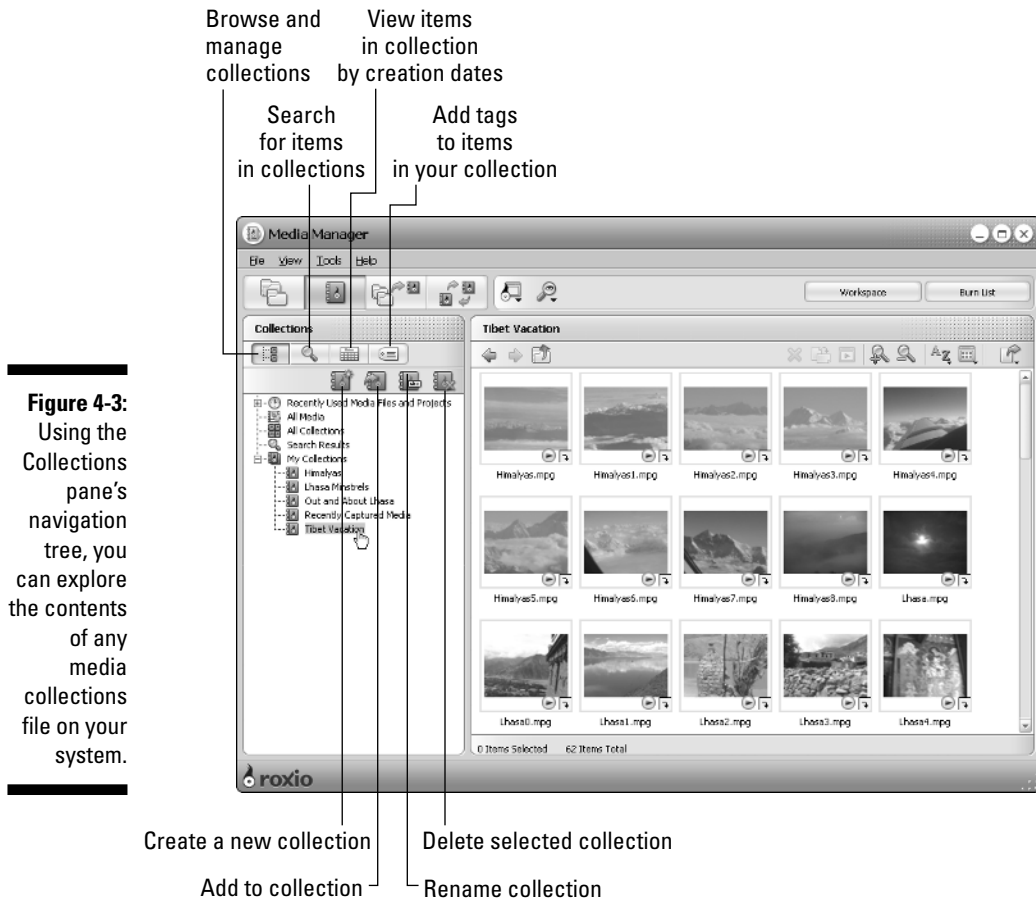 Browse and
manage
collections
View items
in collection
by creation dates
Search
for items
in collections
Add tags
to items
in your collection
Figure 4-3:
Using the
Collections
pane's
navigation
tree, you
can explore
the contents
of any
media
collections
file on your
system.
Media Manager
File View Tools Help
Workspace
Burn List
Collections
Tibet Vacation
AZ
Recently Used Media Files and Projects
All Media
All Collections
Search Results
My Collections
Himalyas
Lhasa Minstrels
Out and About Lhasa
Recently Captured Media
Tibet Vacation
Himalyas.mpg Himalyas1.mpg Himalyas2.mpg Himalyas3.mpg Himalyas4.mpg
Himalyas5.mpg Himalyas6.mpg Himalyas7.mpg Himalyas8.mpg Lhasa.mpg
Lhasa0.mpg Lhasa1.mpg Lhasa2.mpg Lhasa3.mpg Lhasa4.mpg
0 Items Selected 62 Items Total
roxio
Create a new collection
Delete selected collection
Add to collection
Rename collection